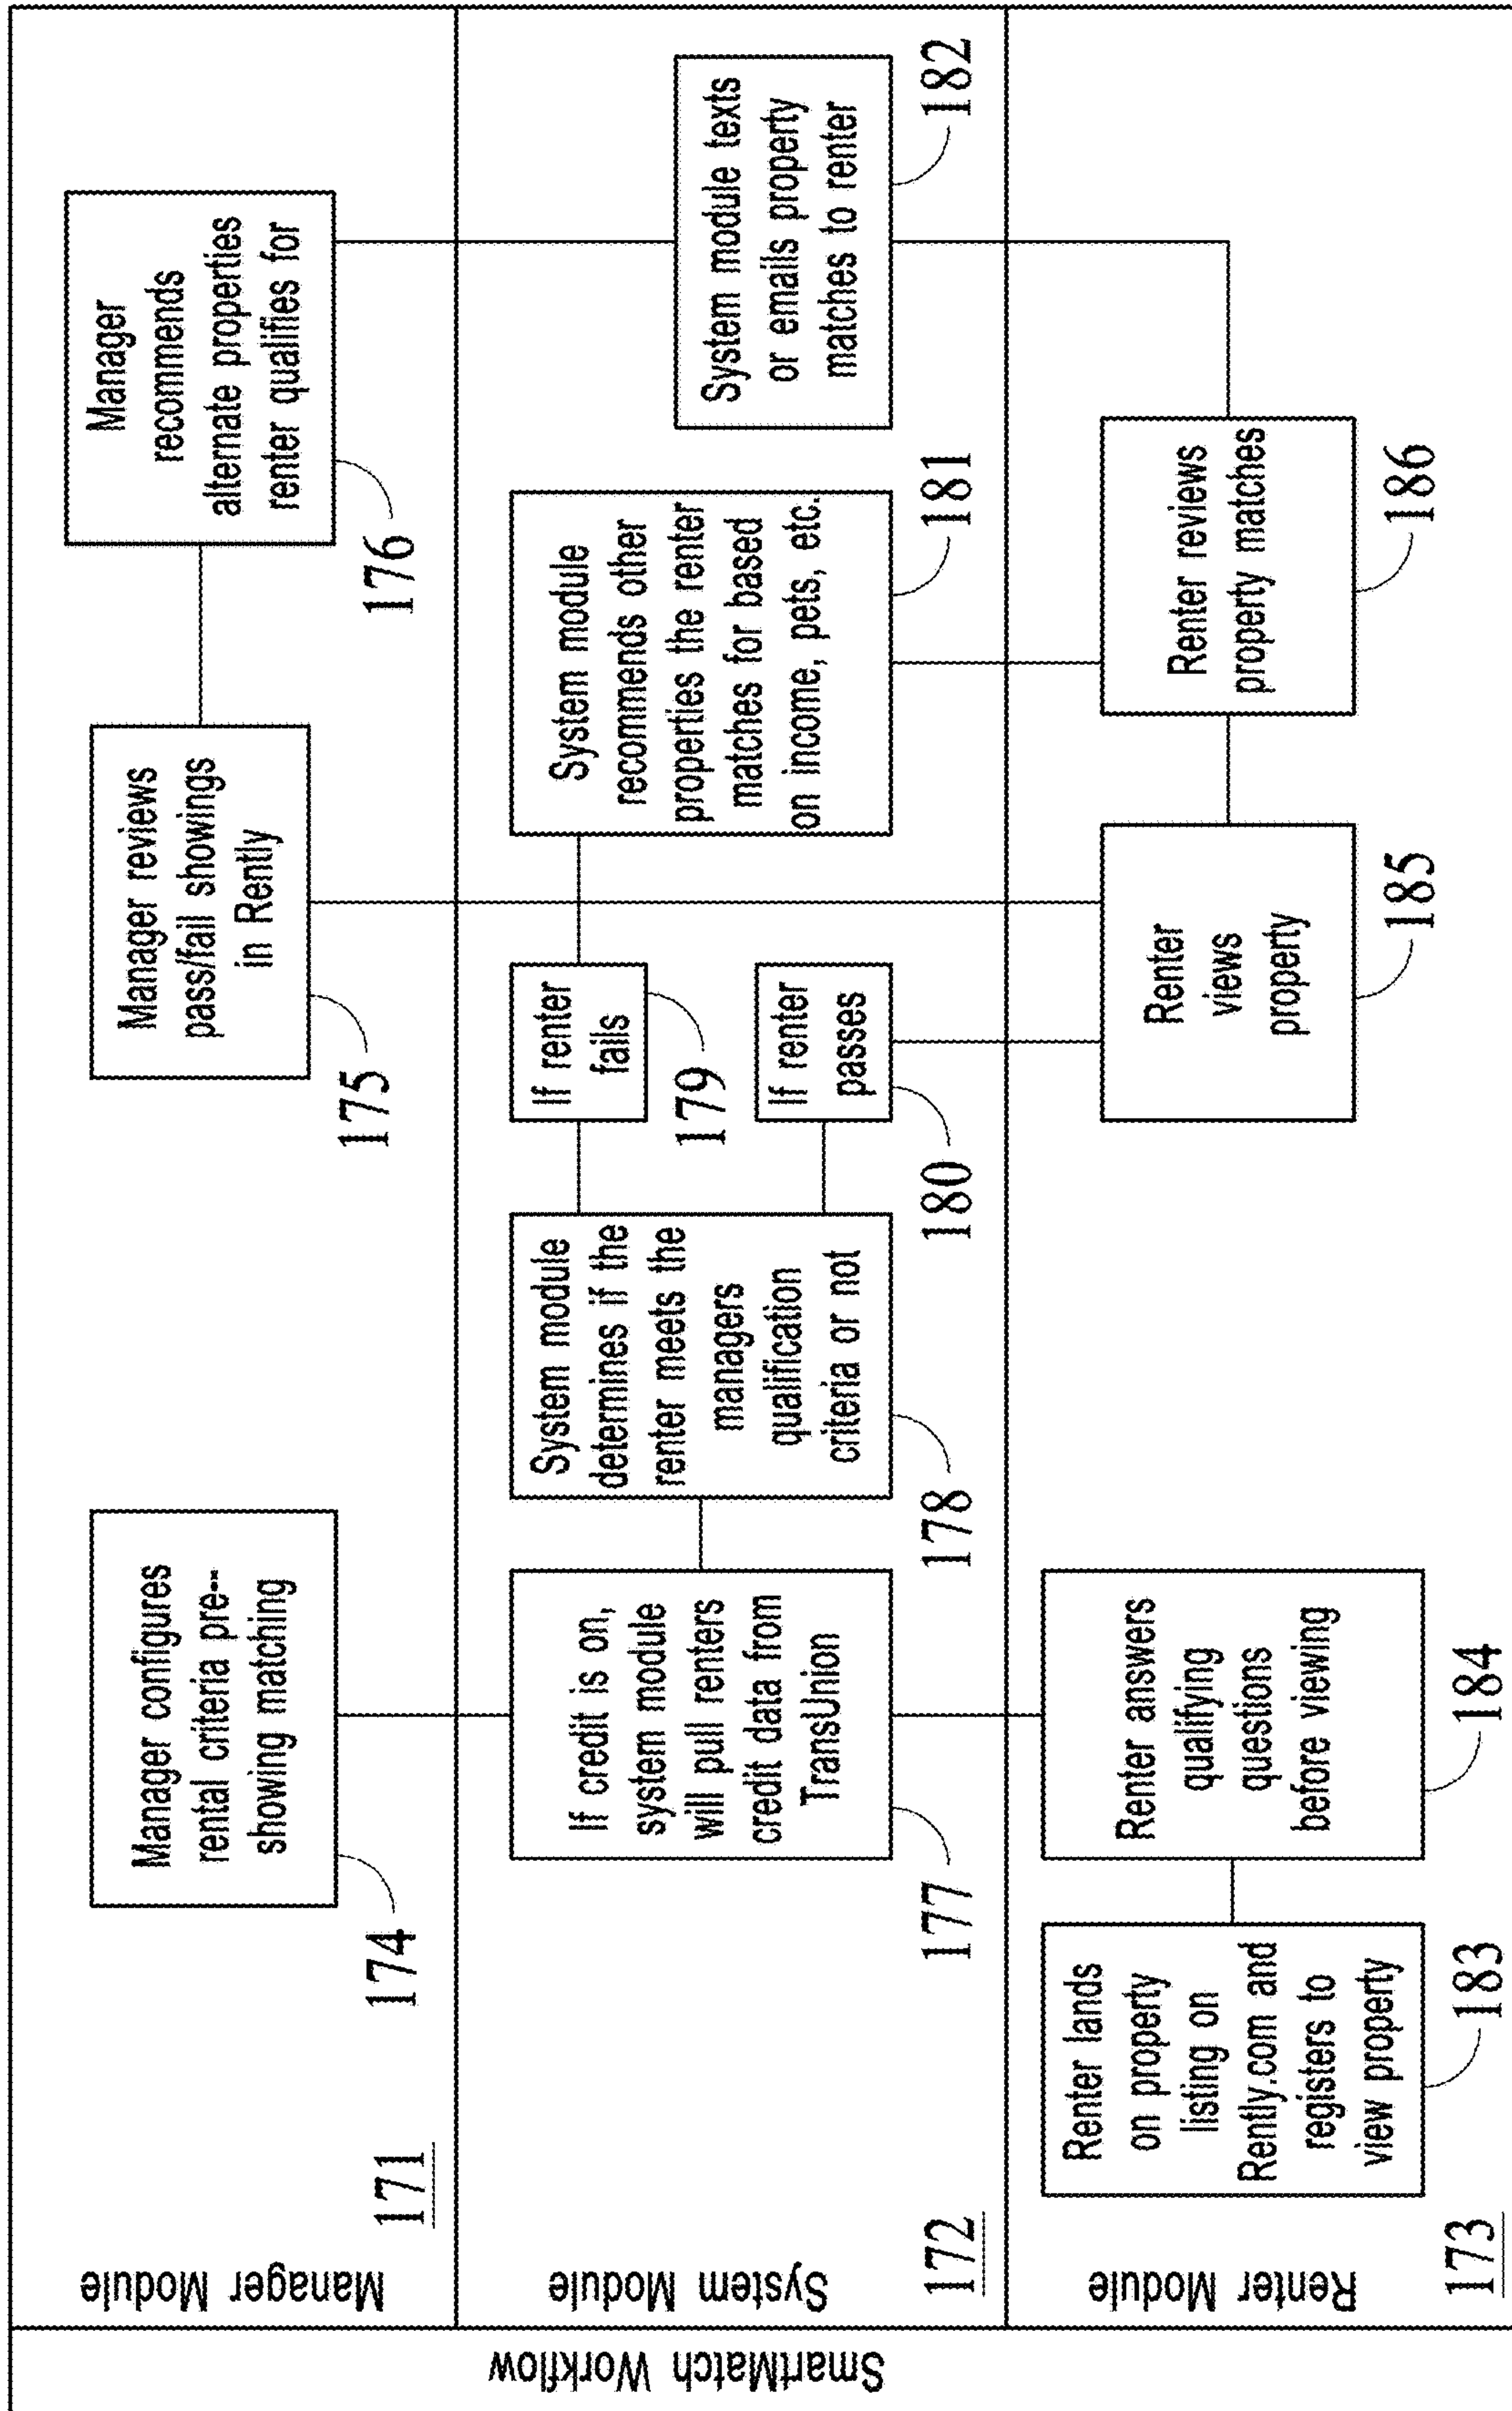 SmartMatch Workflow
Manager Module
171
Manager configures
rental criteria pre--
showing matching
174
Manager reviews
pass/fail showings
in Rently
175
Manager
recommends
alternate properties
renter qualifies for
176
System Module
172
If credit is on,
system module
will pull renters
credit data from
TransUnion
177
System module
determines if the
renter meets the
managers
qualification
criteria or not
178
If renter
fails
179
If renter
passes
180
System module
recommends other
properties the renter
matches for based
on income, pets, etc.
181
System module texts
or emails property
matches to renter
182
Renter Module
173
Renter lands
on property
listing on
Rently.com and
registers to
view property
183
Renter answers
qualifying
questions
before viewing
184
Renter
views
property
185
Renter reviews
property matches
186